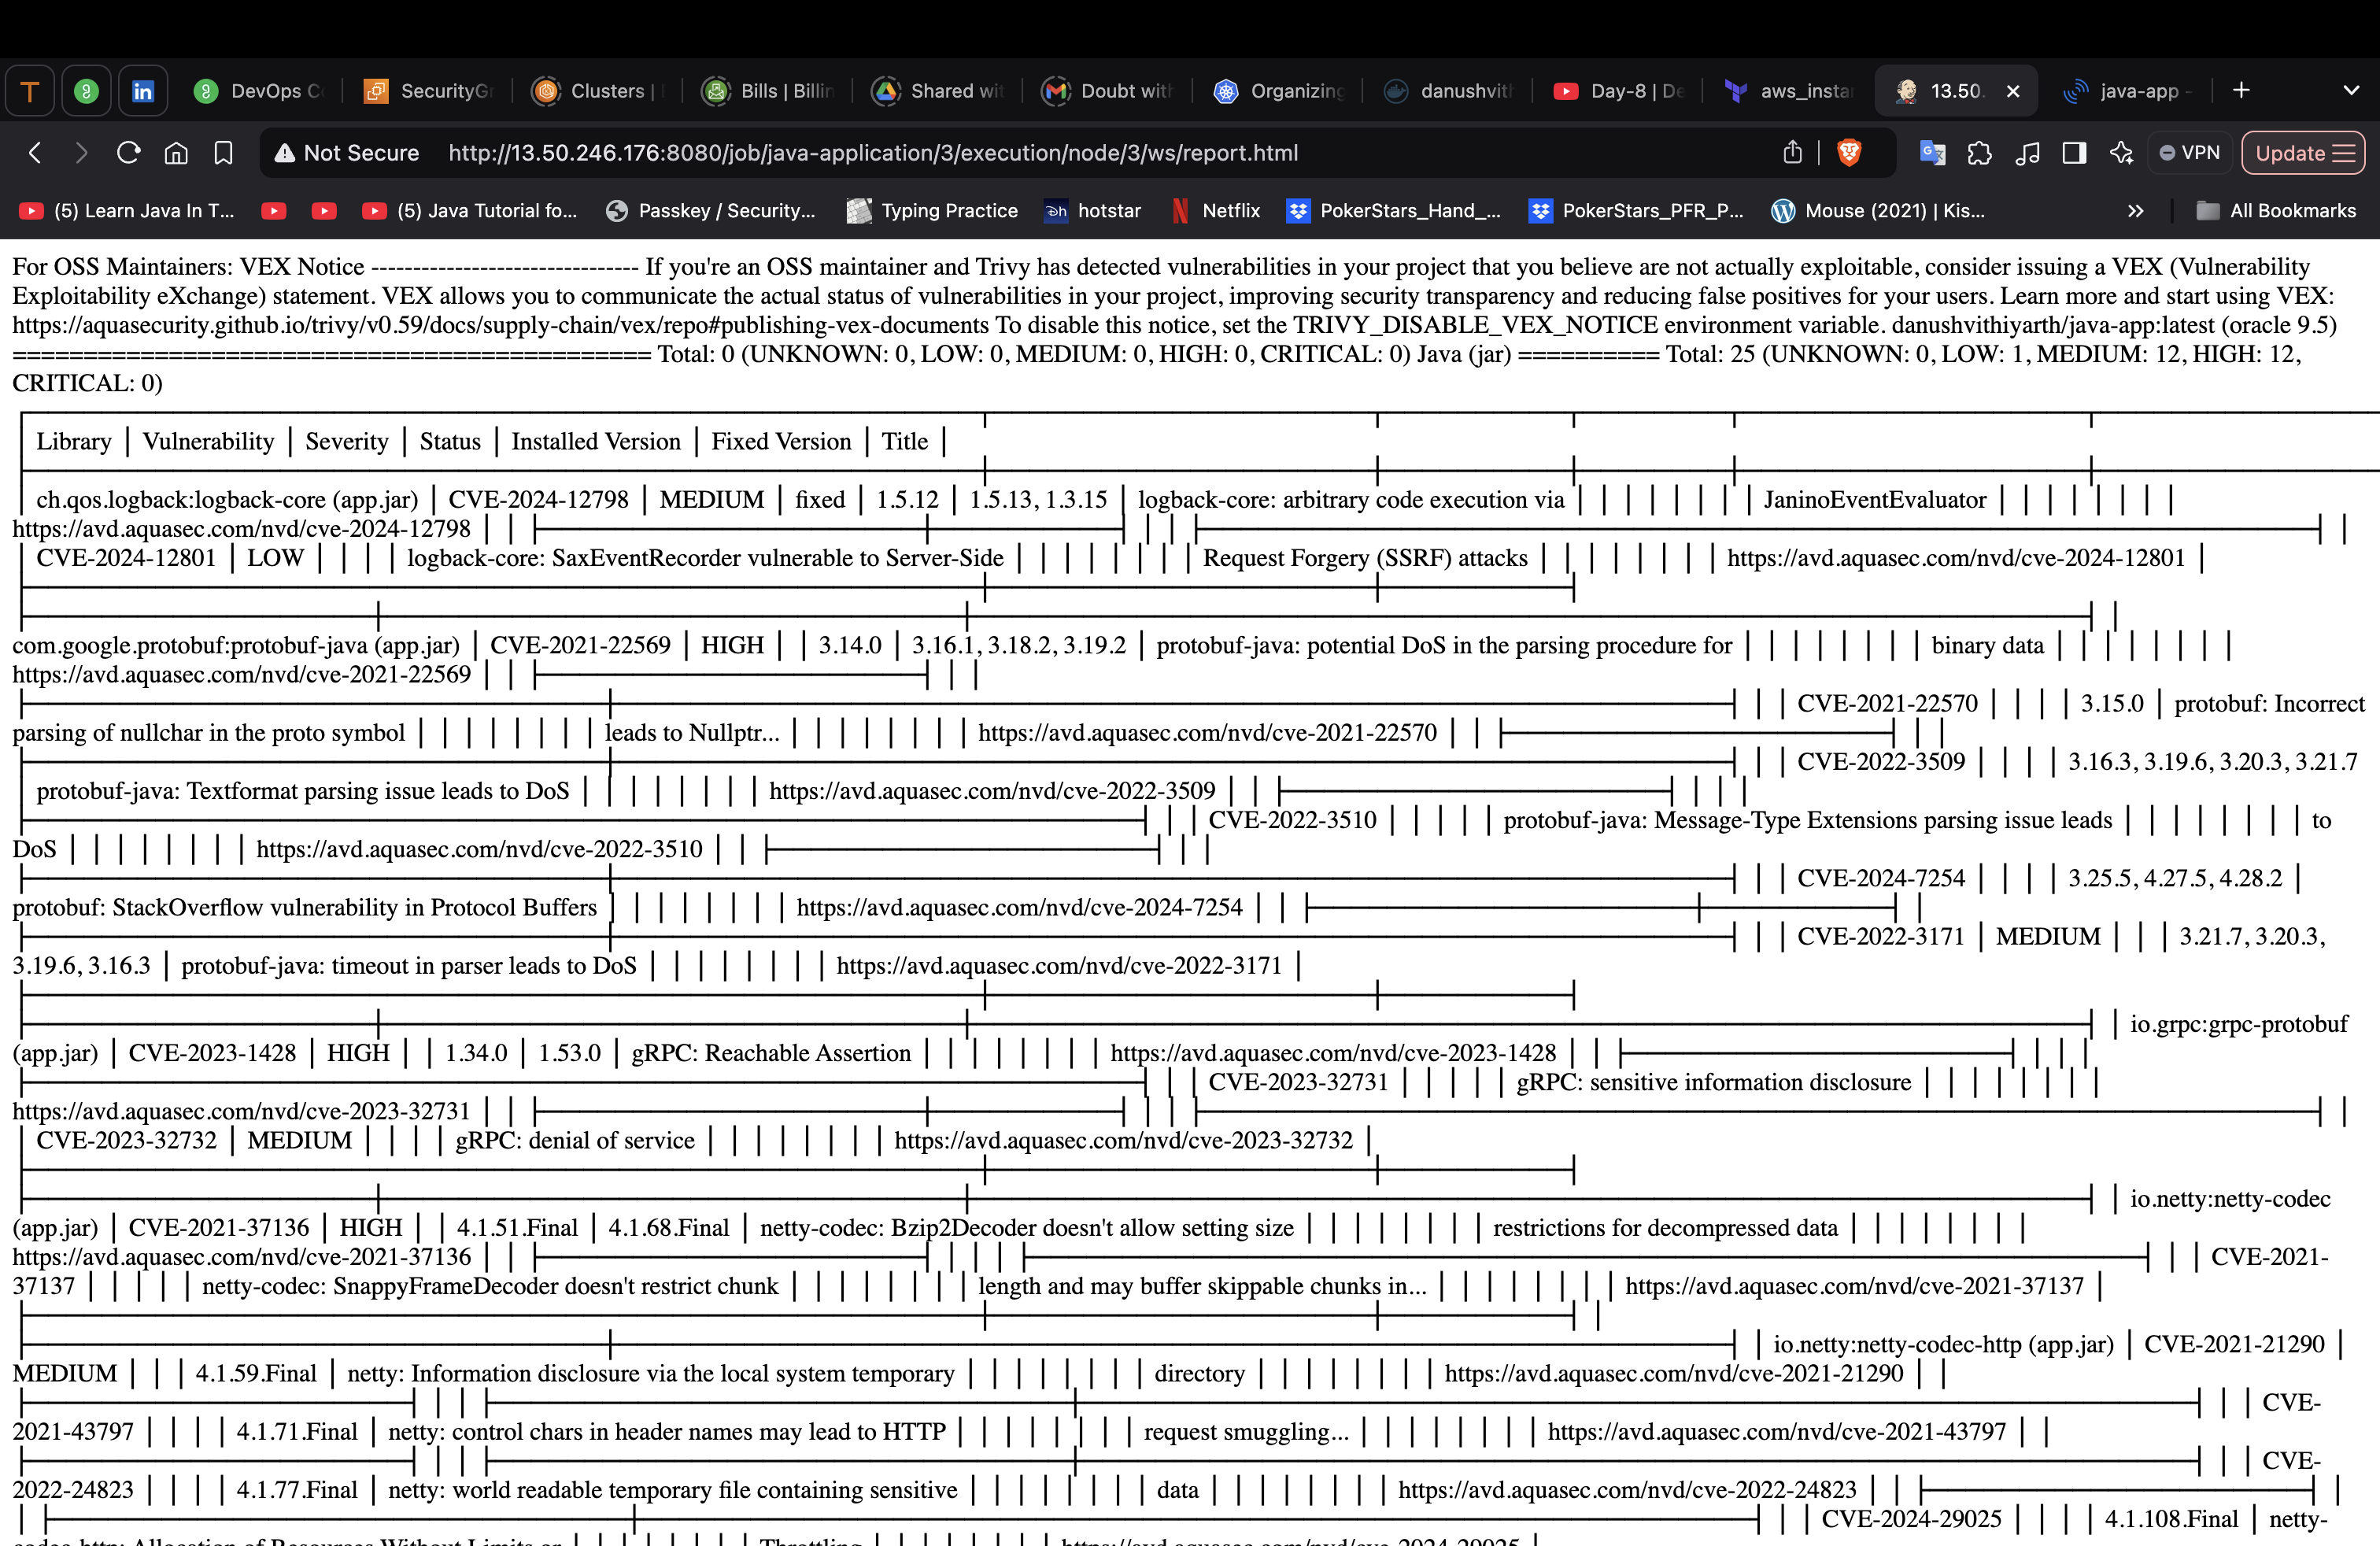 DevOps C
SecurityGr
Clusters |
Bills | Billin
Shared wit
Doubt with
Organizing
danushvith
Day-8 | De
aws_instan
13.50.
java-app -
Not Secure http://13.50.246.176:8080/job/java-application/3/execution/node/3/ws/report.html
VPN
Update
(5) Learn Java In T...
(5) Java Tutorial fo...
Passkey / Security...
Typing Practice
hotstar
Netflix
PokerStars_Hand_...
PokerStars_PFR_P...
Mouse (2021) | Kis...
All Bookmarks
For OSS Maintainers: VEX Notice -------------------------------- If you're an OSS maintainer and Trivy has detected vulnerabilities in your project that you believe are not actually exploitable, consider issuing a VEX (Vulnerability
Exploitability eXchange) statement. VEX allows you to communicate the actual status of vulnerabilities in your project, improving security transparency and reducing false positives for your users. Learn more and start using VEX:
https://aquasecurity.github.io/trivy/v0.59/docs/supply-chain/vex/repo#publishing-vex-documents To disable this notice, set the TRIVY_DISABLE_VEX_NOTICE environment variable. danushvithiyarth/java-app:latest (oracle 9.5)
============================================= Total: 0 (UNKNOWN: 0, LOW: 0, MEDIUM: 0, HIGH: 0, CRITICAL: 0) Java (jar) ========== Total: 25 (UNKNOWN: 0, LOW: 1, MEDIUM: 12, HIGH: 12,
CRITICAL: 0)
│ Library │ Vulnerability │ Severity │ Status │ Installed Version │ Fixed Version │ Title │
│ ch.qos.logback:logback-core (app.jar) │ CVE-2024-12798 │ MEDIUM │ fixed │ 1.5.12 │ 1.5.13, 1.3.15 │ logback-core: arbitrary code execution via │ │ │ │ │ │ │ │ JaninoEventEvaluator │ │ │ │ │ │ │ │
https://avd.aquasec.com/nvd/cve-2024-12798 │ │
│ CVE-2024-12801 │ LOW │ │ │ │ logback-core: SaxEventRecorder vulnerable to Server-Side │ │ │ │ │ │ │ │ Request Forgery (SSRF) attacks │ │ │ │ │ │ │ │ https://avd.aquasec.com/nvd/cve-2024-12801 │
com.google.protobuf:protobuf-java (app.jar) │ CVE-2021-22569 │ HIGH │ │ 3.14.0 │ 3.16.1, 3.18.2, 3.19.2 │ protobuf-java: potential DoS in the parsing procedure for │ │ │ │ │ │ │ │ binary data │ │ │ │ │ │ │ │
https://avd.aquasec.com/nvd/cve-2021-22569 │ │
│ │ CVE-2021-22570 │ │ │ │ 3.15.0 │ protobuf: Incorrect
parsing of nullchar in the proto symbol │ │ │ │ │ │ │ │ leads to Nullptr... │ │ │ │ │ │ │ │ https://avd.aquasec.com/nvd/cve-2021-22570 │ │
│ │ CVE-2022-3509 │ │ │ │ 3.16.3, 3.19.6, 3.20.3, 3.21.7
│ protobuf-java: Textformat parsing issue leads to DoS │ │ │ │ │ │ │ │ https://avd.aquasec.com/nvd/cve-2022-3509 │ │
│ │ CVE-2022-3510 │ │ │ │ │ protobuf-java: Message-Type Extensions parsing issue leads │ │ │ │ │ │ │ │ to
DoS │ │ │ │ │ │ │ │ https://avd.aquasec.com/nvd/cve-2022-3510 │ │
│ │ CVE-2024-7254 │ │ │ │ 3.25.5, 4.27.5, 4.28.2 │
protobuf: StackOverflow vulnerability in Protocol Buffers │ │ │ │ │ │ │ │ https://avd.aquasec.com/nvd/cve-2024-7254 │ │
│ │ CVE-2022-3171 │ MEDIUM │ │ │ 3.21.7, 3.20.3,
3.19.6, 3.16.3 │ protobuf-java: timeout in parser leads to DoS │ │ │ │ │ │ │ │ https://avd.aquasec.com/nvd/cve-2022-3171 │
│ io.grpc:grpc-protobuf
(app.jar) │ CVE-2023-1428 │ HIGH │ │ 1.34.0 │ 1.53.0 │ gRPC: Reachable Assertion │ │ │ │ │ │ │ │ https://avd.aquasec.com/nvd/cve-2023-1428 │ │
│ │ CVE-2023-32731 │ │ │ │ │ gRPC: sensitive information disclosure │ │ │ │ │ │ │ │
https://avd.aquasec.com/nvd/cve-2023-32731 │ │
│ CVE-2023-32732 │ MEDIUM │ │ │ │ gRPC: denial of service │ │ │ │ │ │ │ │ https://avd.aquasec.com/nvd/cve-2023-32732 │
│ io.netty:netty-codec
(app.jar) │ CVE-2021-37136 │ HIGH │ │ 4.1.51.Final │ 4.1.68.Final │ netty-codec: Bzip2Decoder doesn't allow setting size │ │ │ │ │ │ │ │ restrictions for decompressed data │ │ │ │ │ │ │ │
https://avd.aquasec.com/nvd/cve-2021-37136 │ │ │ │ CVE-2021-
37137 │ │ │ │ │ netty-codec: SnappyFrameDecoder doesn't restrict chunk │ │ │ │ │ │ │ │ length and may buffer skippable chunks in... │ │ │ │ │ │ │ │ https://avd.aquasec.com/nvd/cve-2021-37137 │
│ io.netty:netty-codec-http (app.jar) │ CVE-2021-21290 │
MEDIUM │ │ │ 4.1.59.Final │ netty: Information disclosure via the local system temporary │ │ │ │ │ │ │ │ directory │ │ │ │ │ │ │ │ https://avd.aquasec.com/nvd/cve-2021-21290 │ │
│ │ CVE-
2021-43797 │ │ │ │ 4.1.71.Final │ netty: control chars in header names may lead to HTTP │ │ │ │ │ │ │ │ request smuggling... │ │ │ │ │ │ │ │ https://avd.aquasec.com/nvd/cve-2021-43797 │ │
│ │ CVE-
2022-24823 │ │ │ │ 4.1.77.Final │ netty: world readable temporary file containing sensitive │ │ │ │ │ │ │ │ data │ │ │ │ │ │ │ │ https://avd.aquasec.com/nvd/cve-2022-24823 │ │
│ │ CVE-2024-29025 │ │ │ │ 4.1.108.Final │ netty-
codec-http: Allocation of Resources Without Limits or │ │ │ │ │ │ │ │ Throttling │ │ │ │ │ │ │ │ https://avd.aquasec.com/nvd/cve-2024-29025 │